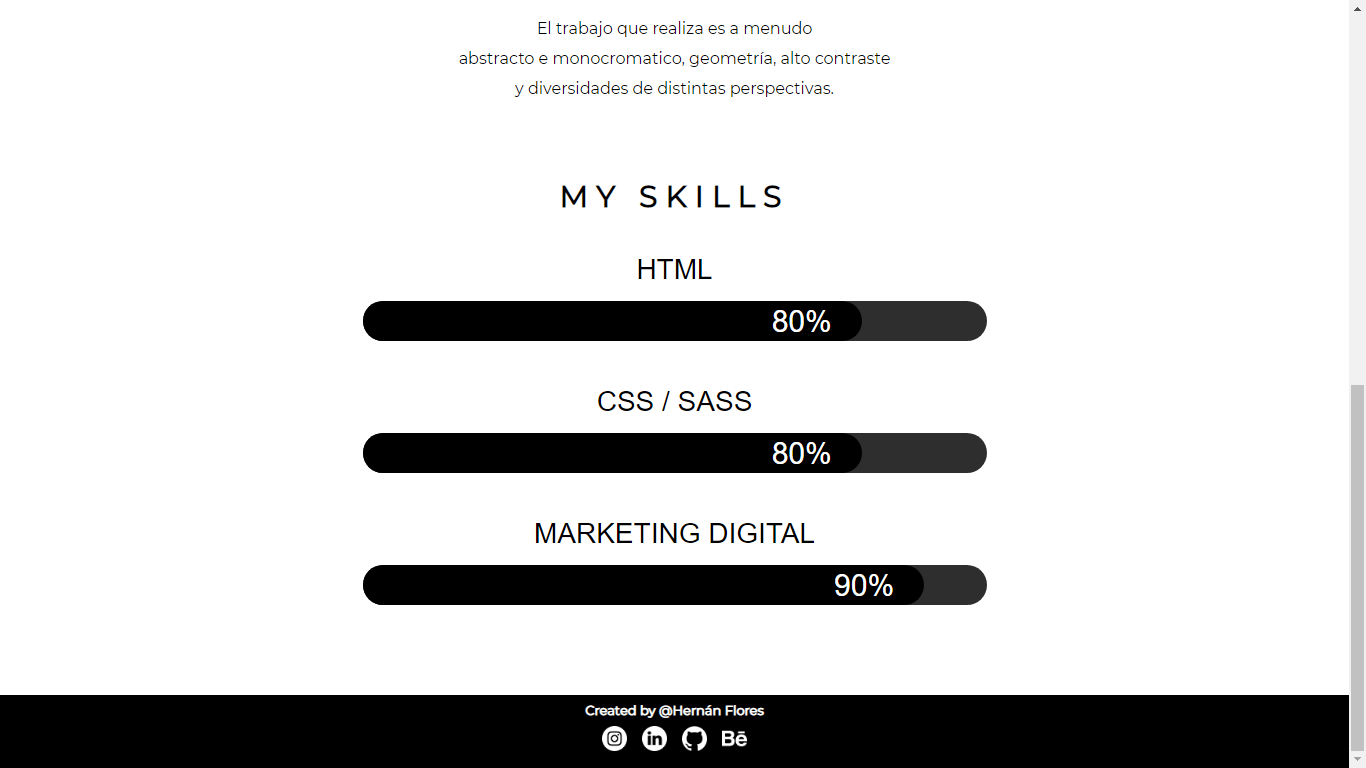 El trabajo que realiza es a menudo
abstracto e monocromatico, geometría, alto contraste
y diversidades de distintas perspectivas.
MY SKILLS
HTML
80%
CSS / SASS
80%
MARKETING DIGITAL
90%
Created by @Hernán Flores
in
Bē